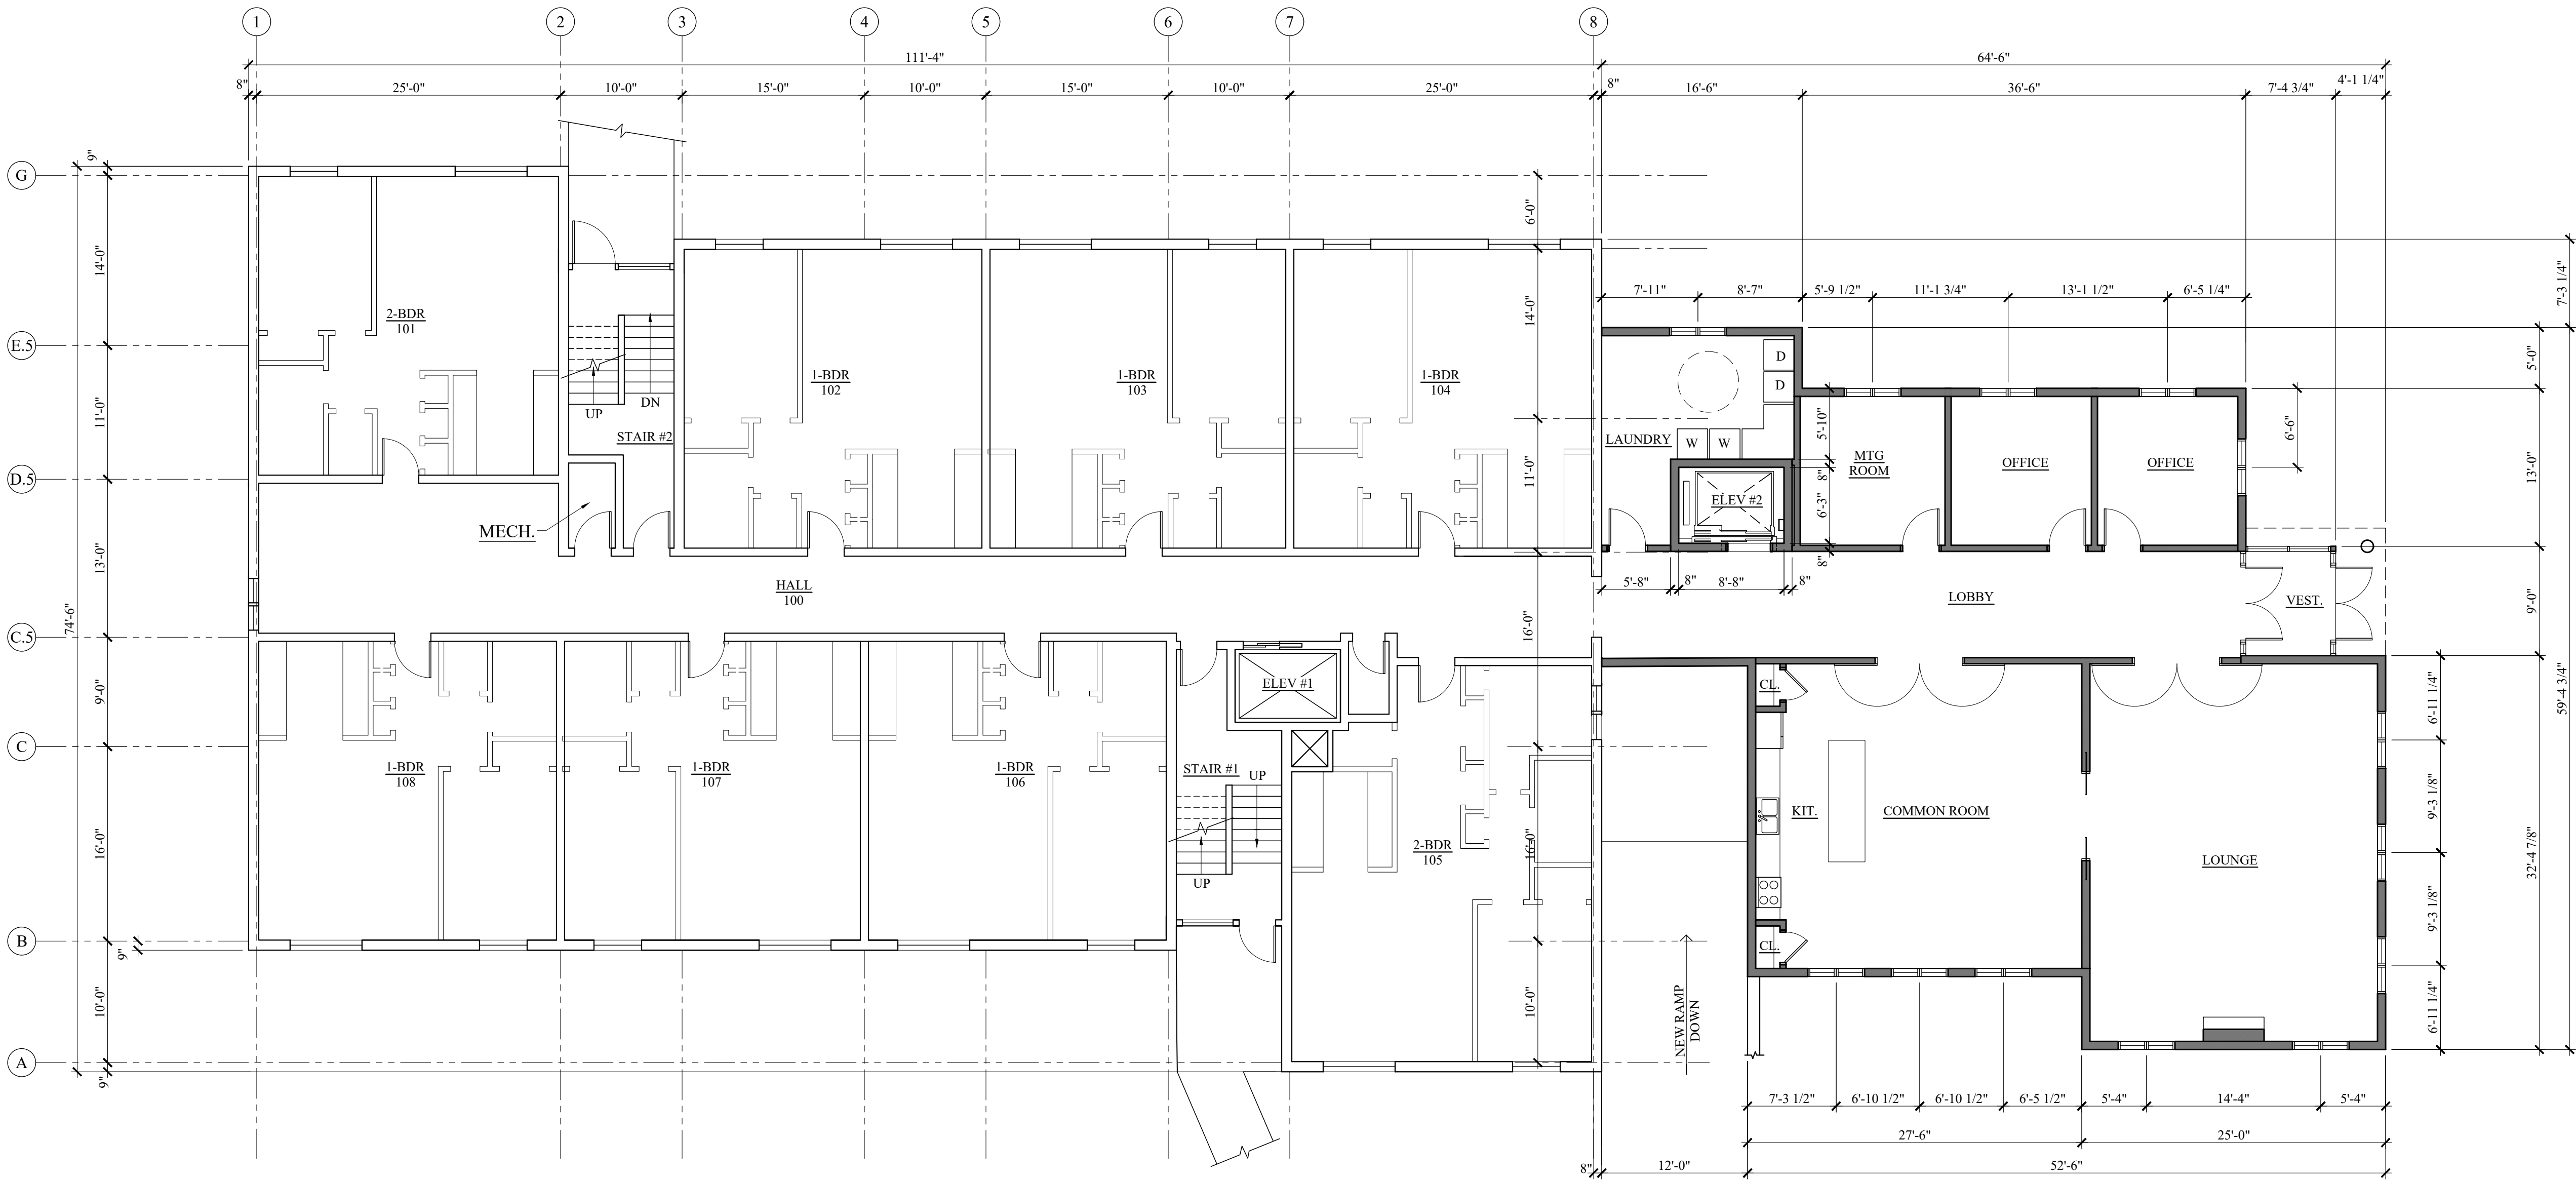 1 2 3 4 5 6 7 8
111'-4" 64'-6"
8" 25'-0" 10'-0" 15'-0" 10'-0" 15'-0" 10'-0" 25'-0" 8" 16'-6" 36'-6" 7'-4 3/4" 4'-1 1/4"
G
E.5
D.5
C.5
C
B
A
9"
14'-0"
11'-0"
13'-0"
9'-0"
16'-0"
10'-0"
9"
9"
74'-6"
2-BDR
101
UP
DN
STAIR #2
MECH.
1-BDR
102
1-BDR
103
1-BDR
104
HALL
100
1-BDR
108
1-BDR
107
1-BDR
106
STAIR #1
UP
UP
ELEV #1
2-BDR
105
6'-0"
14'-0"
11'-0"
16'-0"
16'-0"
10'-0"
7'-11" 8'-7" 5'-9 1/2" 11'-1 3/4" 13'-1 1/2" 6'-5 1/4"
D
D
W W
LAUNDRY
ELEV #2
5'-10"
8"
6'-3"
8"
5'-8" 8" 8'-8" 8"
MTG
ROOM
OFFICE
OFFICE
6'-6"
LOBBY
VEST.
CL.
KIT.
COMMON ROOM
CL.
LOUNGE
NEW RAMP
DOWN
7'-3 1/4"
5'-0"
13'-0"
9'-0"
32'-4 7/8"
59'-4 3/4"
6'-11 1/4"
9'-3 1/8"
9'-3 1/8"
6'-11 1/4"
7'-3 1/2" 6'-10 1/2" 6'-10 1/2" 6'-5 1/2" 5'-4" 14'-4" 5'-4"
27'-6" 25'-0"
8" 12'-0" 52'-6"